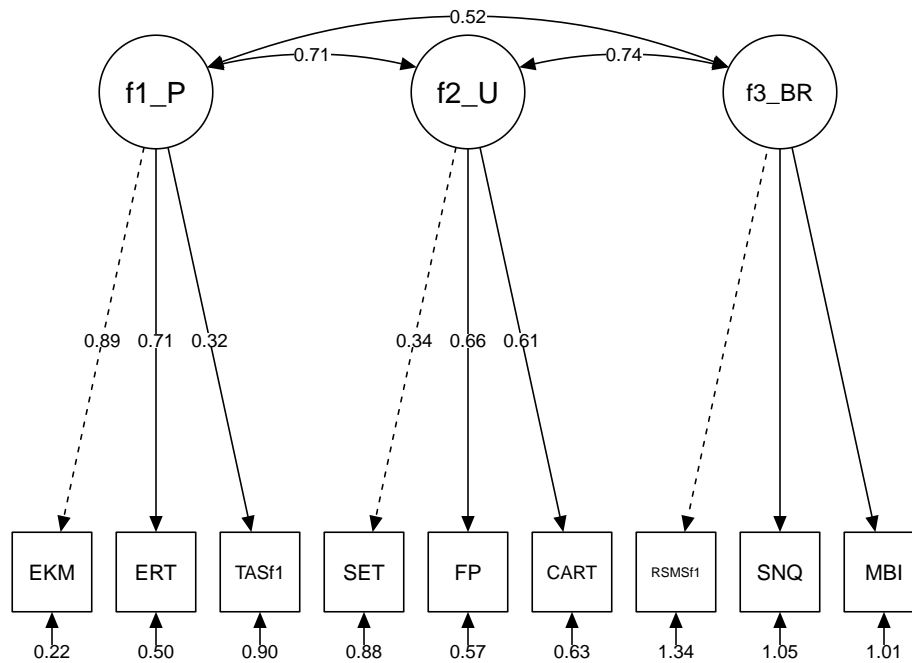 0.52
0.71
0.74
f1_P
f2_U
f3_BR
0.89
0.71
0.32
0.34
0.66
0.61
EKM
ERT
TASf1
SET
FP
CART
RSMSf1
SNQ
MBI
0.22
0.50
0.90
0.88
0.57
0.63
1.34
1.05
1.01